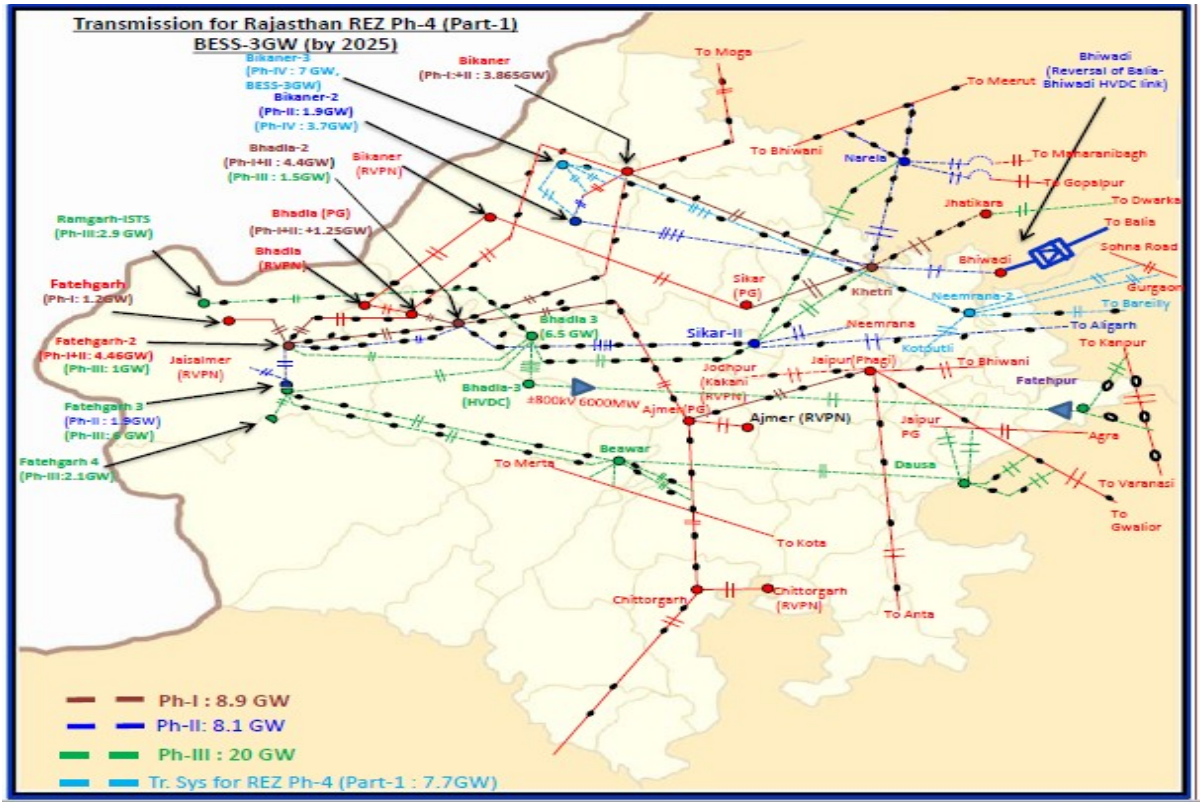 Transmission for Rajasthan REZ Ph-4 (Part-1)
BESS-3GW (by 2025)
Bikaner-3
(Ph-IV : 7 GW,
BESS-3GW)
Bikaner-2
(Ph-II: 1.9GW)
(Ph-IV : 3.7GW)
Bikaner
(Ph-I:+II : 3.865GW)
To Moga
To Meerut
Bhiwadi
(Reversal of Balia-
Bhiwadi HVDC link)
Bhadla-2
(Ph-I+II : 4.4GW)
(Ph-III : 1.5GW)
Bikaner
(RVPN)
To Bhiwani
Narela
To Maharanibagh
To Gopalpur
Jhatikara
To Dwarka
To Balia
Ramgarh-ISTS
(Ph-III:2.9 GW)
Bhadla (PG)
(Ph-I+II: +1.25GW)
Bhadla
(RVPN)
Sohna Road
Bhiwadi
Gurgaon
Fatehgarh
(Ph-I: 1.2GW)
Sikar
(PG)
Khetri
Neemrana-2
To Bareilly
Bhadla 3
(6.5 GW)
Sikar-II
Neemrana
Kotputli
To Aligarh
Fatehgarh-2
(Ph-I+II: 4.46GW)
(Ph-III: 1GW)
Jaisalmer
(RVPN)
Jaipur(Phagi)
To Bhiwani
To Kanpur
Jodhpur
(Kakani)
(RVPN)
Bhadla-3
(HVDC)
±800kV 6000MW
Fatehpur
Fatehgarh 3
(Ph-II : 1.9GW)
(Ph-III: 6 GW)
Ajmer(PG)
Ajmer (RVPN)
Jaipur
PG
Agra
Fatehgarh 4
(Ph-III:2.1GW)
To Merta
Beawar
Dausa
To Varanasi
To
Gwalior
To Kota
Chittorgarh
Chittorgarh
(RVPN)
To Anta
Ph-I : 8.9 GW
Ph-II: 8.1 GW
Ph-III : 20 GW
Tr. Sys for REZ Ph-4 (Part-1 : 7.7GW)